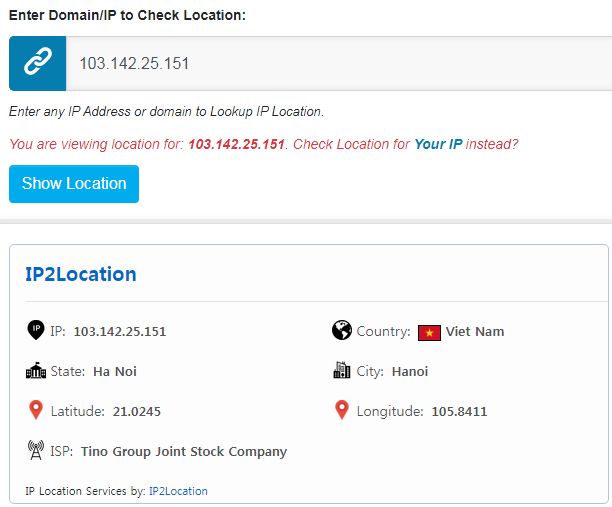 Enter Domain/IP to Check Location:
103.142.25.151
Enter any IP Address or domain to Lookup IP Location.
You are viewing location for: 103.142.25.151. Check Location for Your IP instead?
Show Location
IP2Location
IP IP: 103.142.25.151
Country: Viet Nam
State: Ha Noi
City: Hanoi
Latitude: 21.0245
Longitude: 105.8411
ISP: Tino Group Joint Stock Company
IP Location Services by: IP2Location